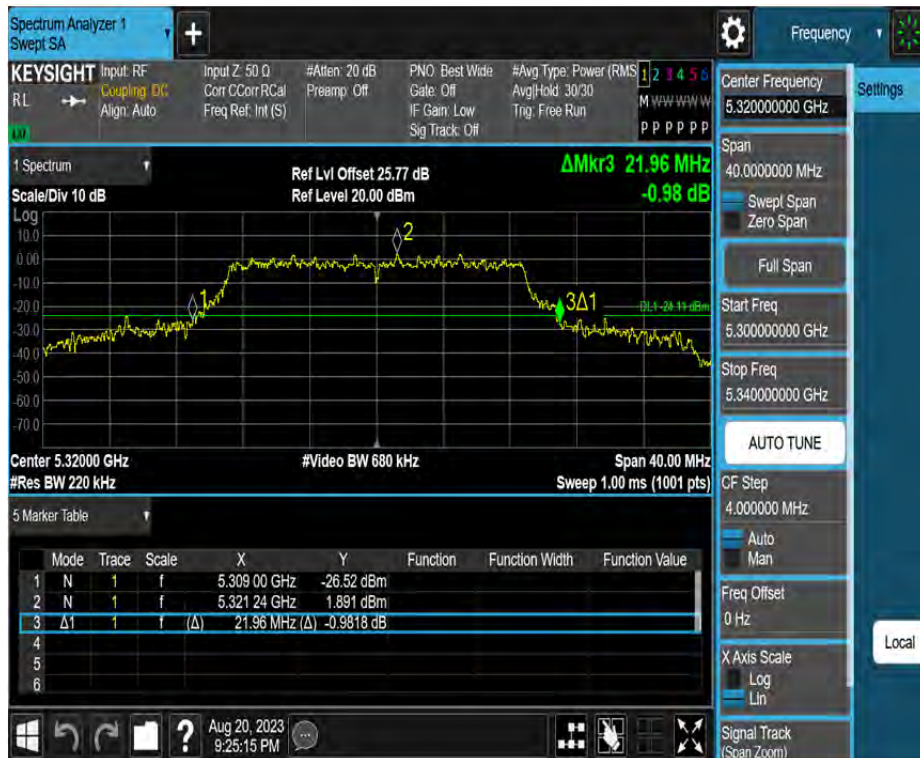 Spectrum Analyzer 1
Swept SA
+
Frequency
KEYSIGHT Input: RF Input Z: 50 Ω #Atten: 20 dB PNO: Best Wide #Avg Type: Power (RMS 1 2 3 4 5 6
RL Coupling: DC Corr CCorr RCal Preamp: Off Gate: Off Avg|Hold: 30/30 M W W W W W
Align: Auto Freq Ref: Int (S) IF Gain: Low Trig: Free Run
Sig Track: Off P P P P P P
LXI
1 Spectrum
Scale/Div 10 dB
Ref Lvl Offset 25.77 dB
Ref Level 20.00 dBm
ΔMkr3 21.96 MHz
-0.98 dB
Log
10.0
0.00
-10.0
-20.0
-30.0
-40.0
-50.0
-60.0
-70.0
1
2
3Δ1
DL1 -24.11 dBm
Center 5.32000 GHz #Video BW 680 kHz Span 40.00 MHz
#Res BW 220 kHz Sweep 1.00 ms (1001 pts)
5 Marker Table
Mode Trace Scale X Y Function Function Width Function Value
1 N 1 f 5.309 00 GHz -26.52 dBm
2 N 1 f 5.321 24 GHz 1.891 dBm
3 Δ1 1 f (Δ) 21.96 MHz (Δ) -0.9818 dB
4
5
6
Aug 20, 2023
9:25:15 PM
?
Center Frequency
5.320000000 GHz
Span
40.0000000 MHz
Swept Span
Zero Span
Full Span
Start Freq
5.300000000 GHz
Stop Freq
5.340000000 GHz
AUTO TUNE
CF Step
4.000000 MHz
Auto
Man
Freq Offset
0 Hz
X Axis Scale
Log
Lin
Signal Track
(Span Zoom)
Settings
Local